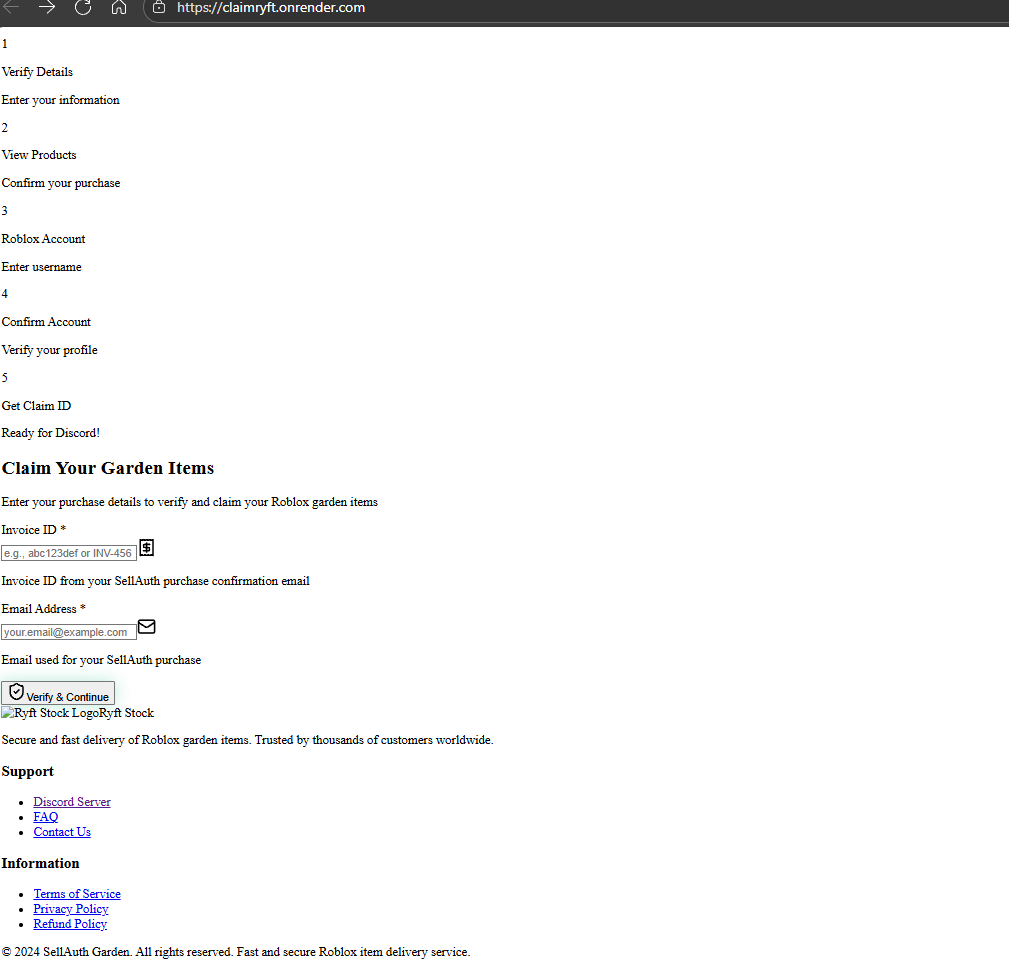 https://claimryft.onrender.com
1
Verify Details
Enter your information
2
View Products
Confirm your purchase
3
Roblox Account
Enter username
4
Confirm Account
Verify your profile
5
Get Claim ID
Ready for Discord!
Claim Your Garden Items
Enter your purchase details to verify and claim your Roblox garden items
Invoice ID *
e.g., abc123def or INV-456
Invoice ID from your SellAuth purchase confirmation email
Email Address *
your.email@example.com
Email used for your SellAuth purchase
Verify & Continue
Ryft Stock LogoRyft Stock
Secure and fast delivery of Roblox garden items. Trusted by thousands of customers worldwide.
Support
Discord Server
FAQ
Contact Us
Information
Terms of Service
Privacy Policy
Refund Policy
© 2024 SellAuth Garden. All rights reserved. Fast and secure Roblox item delivery service.